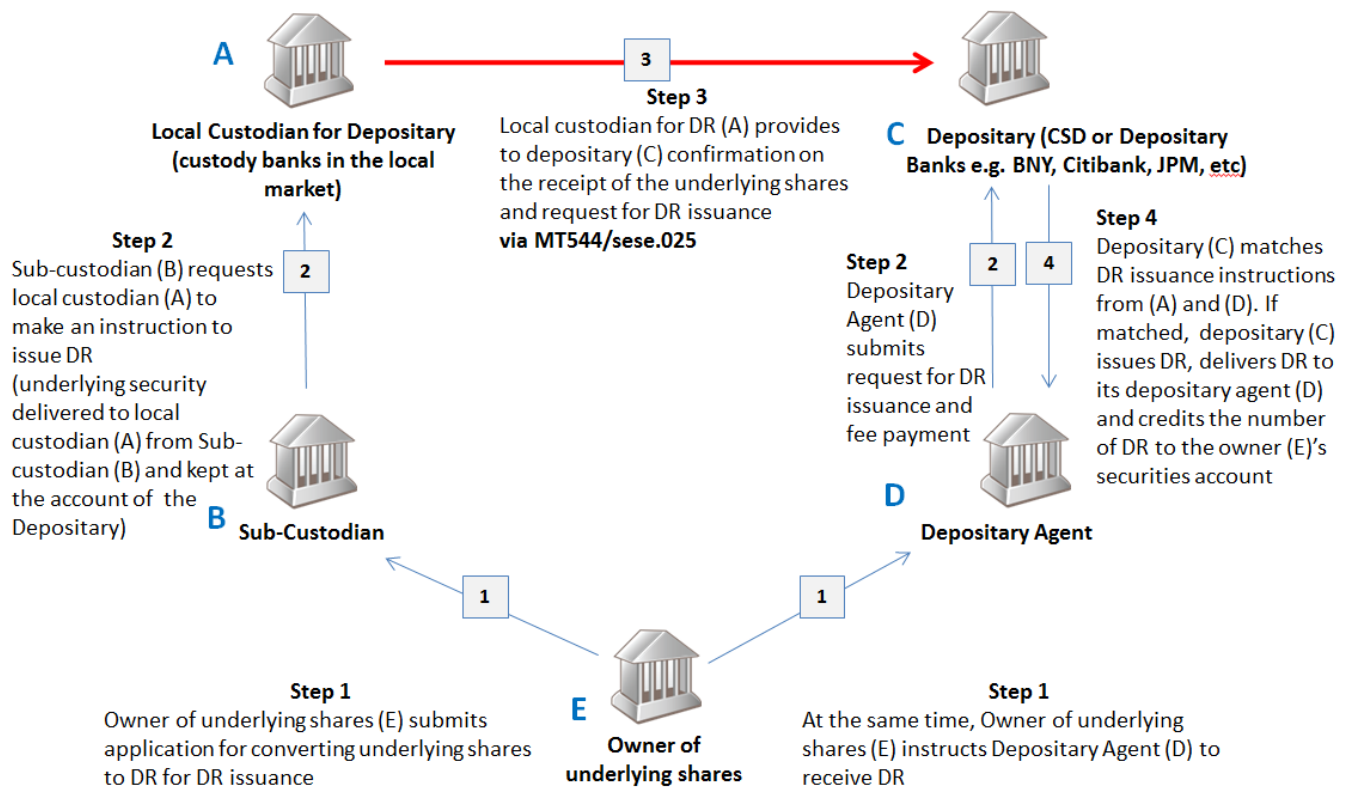 A
3
Step 3
Local custodian for DR (A) provides
to depositary (C) confirmation on
the receipt of the underlying shares
and request for DR issuance
via MT544/sese.025
Local Custodian for Depositary
(custody banks in the local
market)
C
Depositary (CSD or Depositary
Banks e.g. BNY, Citibank, JPM, etc)
Step 2
Sub-custodian (B) requests
local custodian (A) to
make an instruction to
issue DR
(underlying security
delivered to local
custodian (A) from Sub-
custodian (B) and kept at
the account of the
Depositary)
2
B
Sub-Custodian
Step 2
Depositary
Agent (D)
submits
request for DR
issuance and
fee payment
2
4
Step 4
Depositary (C) matches
DR issuance instructions
from (A) and (D). If
matched, depositary (C)
issues DR, delivers DR to
its depositary agent (D)
and credits the number
of DR to the owner (E)'s
securities account
D
Depositary Agent
1
1
Step 1
Owner of underlying shares (E) submits
application for converting underlying shares
to DR for DR issuance
E
Owner of
underlying shares
Step 1
At the same time, Owner of underlying
shares (E) instructs Depositary Agent (D) to
receive DR